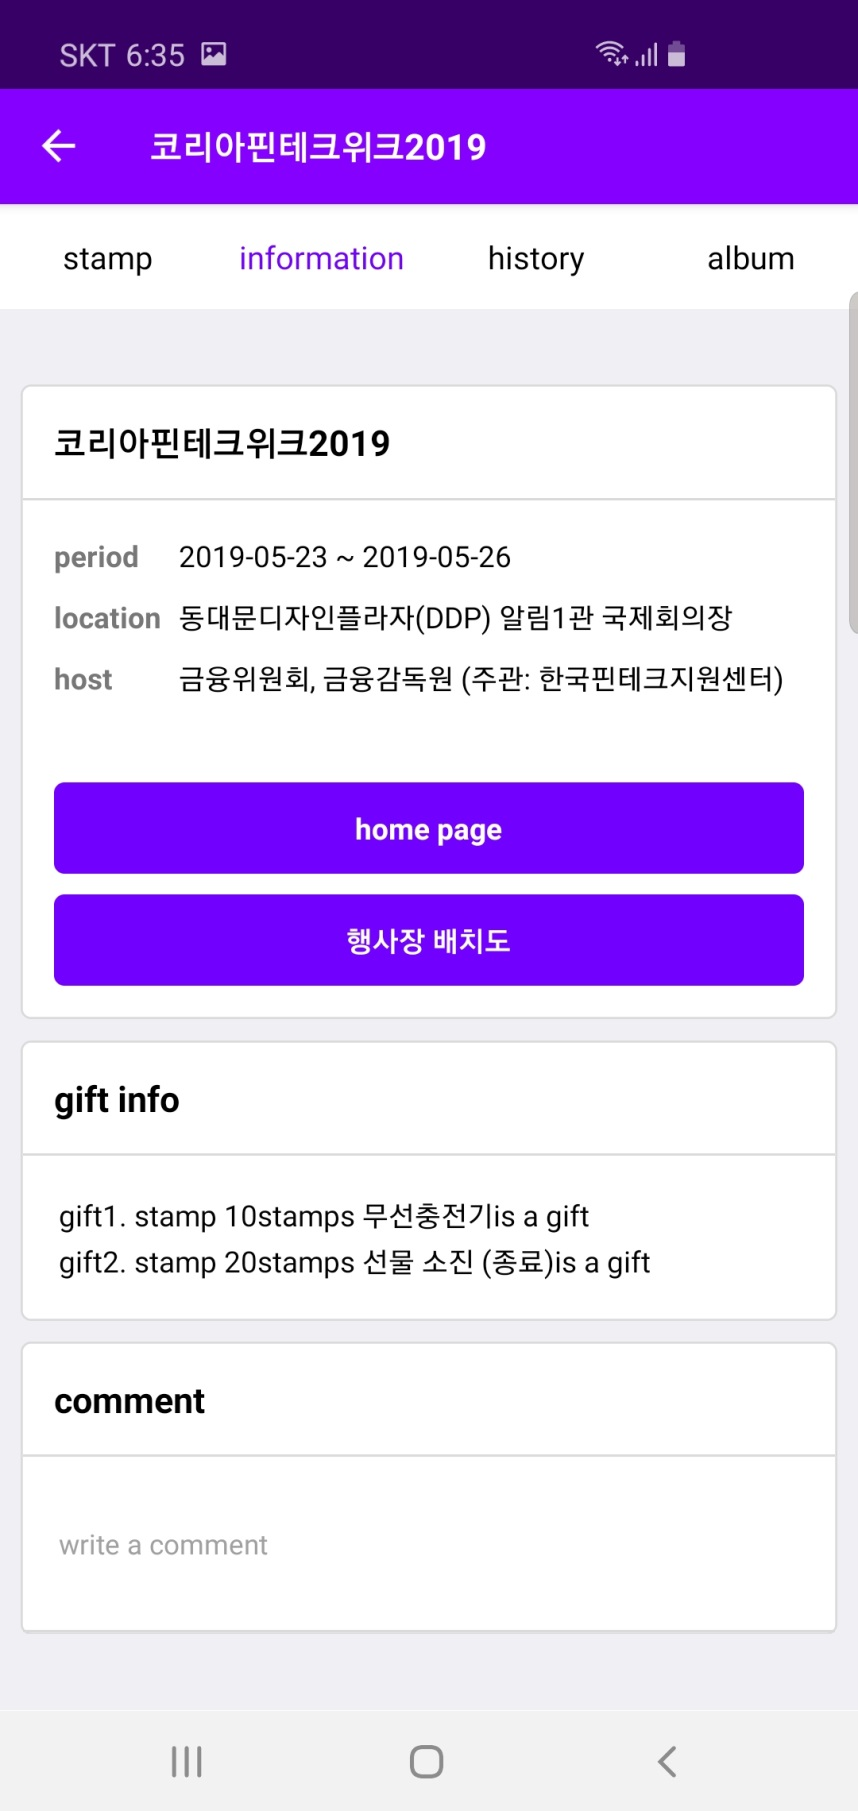 SKT 6:35
코리아핀테크위크2019
stamp information history album
코리아핀테크위크2019
period 2019-05-23 ~ 2019-05-26
location 동대문디자인플라자(DDP) 알림1관 국제회의장
host 금융위원회, 금융감독원 (주관: 한국핀테크지원센터)
home page
행사장 배치도
gift info
gift1. stamp 10stamps 무선충전기is a gift
gift2. stamp 20stamps 선물 소진 (종료)is a gift
comment
write a comment